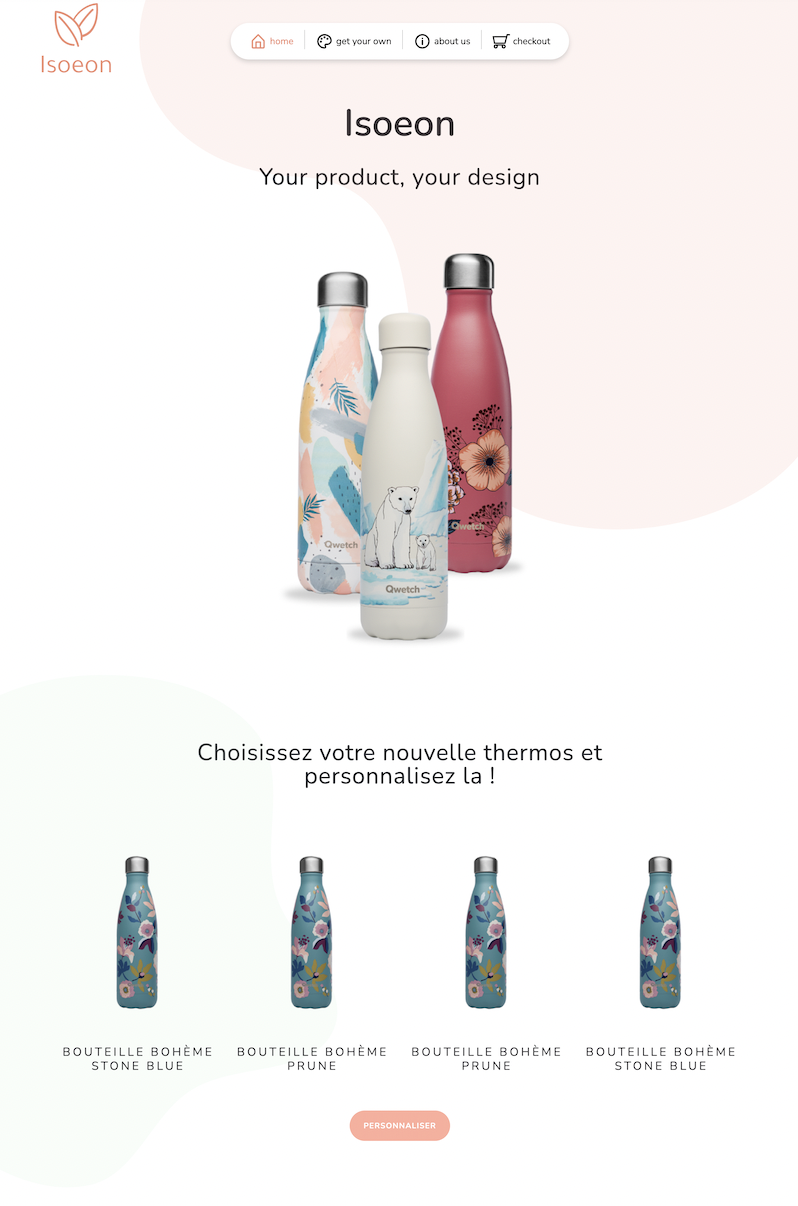 Isoeon
home
get your own
about us
checkout
Isoeon
Your product, your design
Qwetch
Qwetch
Qwetch
Choisissez votre nouvelle thermos et
personnalisez la !
BOUTEILLE BOHÈME
STONE BLUE
BOUTEILLE BOHÈME
PRUNE
BOUTEILLE BOHÈME
PRUNE
BOUTEILLE BOHÈME
STONE BLUE
PERSONNALISER